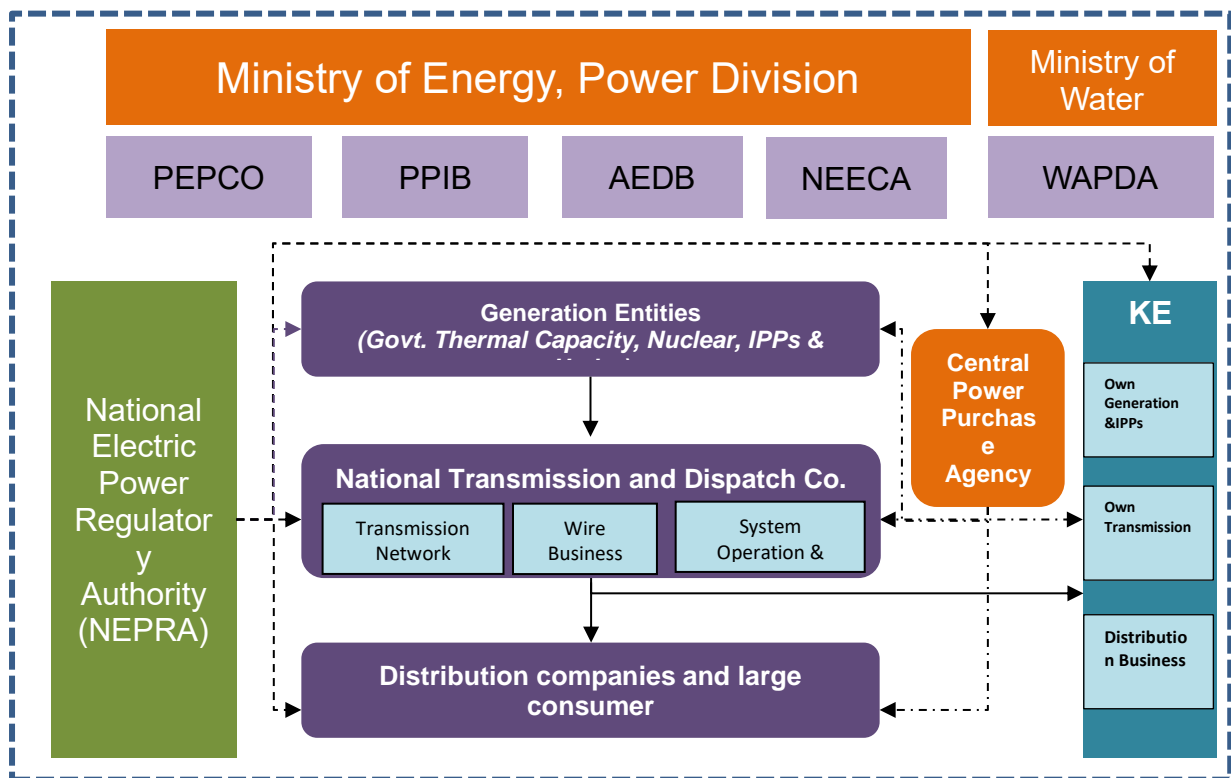 Ministry of Energy, Power Division
Ministry of
Water
PEPCO
PPIB
AEDB
NEECA
WAPDA
National
Electric
Power
Regulator
y
Authority
(NEPRA)
Generation Entities
(Govt. Thermal Capacity, Nuclear, IPPs &
National Transmission and Dispatch Co.
Transmission
Network
Wire
Business
System
Operation &
Distribution companies and large
consumer
Central
Power
Purchas
e
Agency
KE
Own
Generation
&IPPs
Own
Transmission
Distributio
n Business